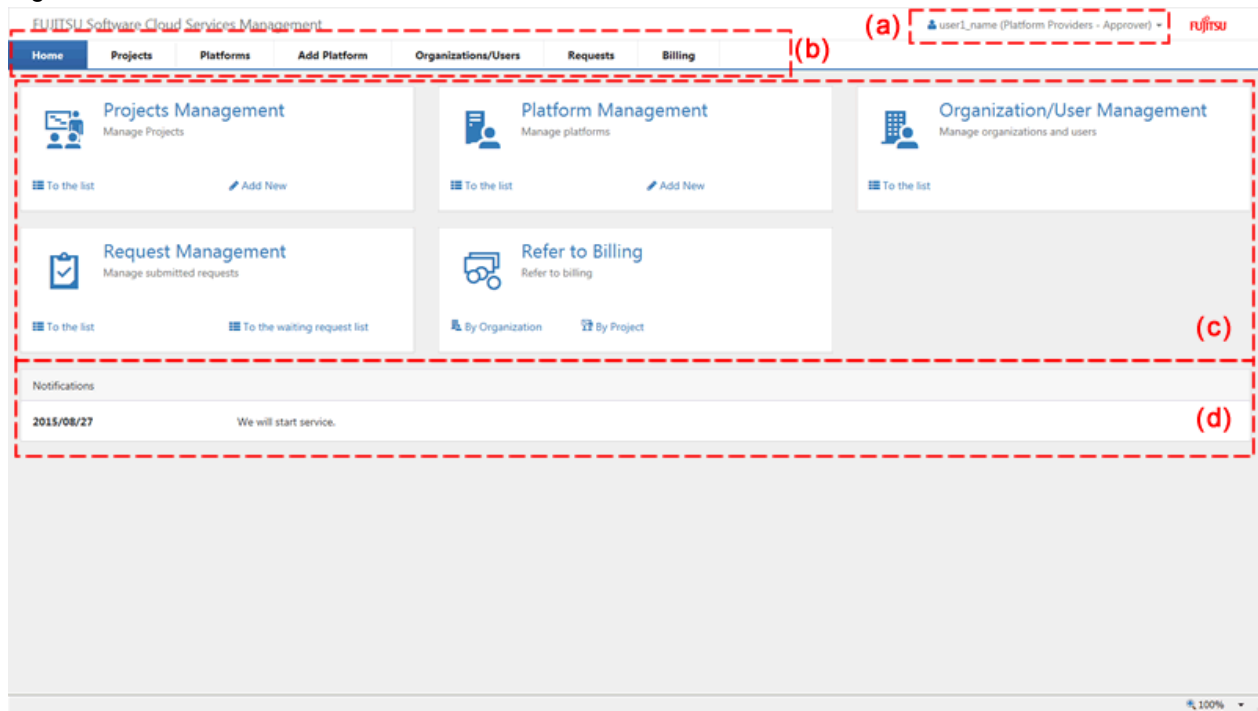 FUJITSU Software Cloud Services Management
(a) user1_name (Platform Providers - Approver) FUJITSU
Home Projects Platforms Add Platform Organizations/Users Requests Billing (b)
Projects Management
Manage Projects
To the list Add New
Platform Management
Manage platforms
To the list Add New
Organization/User Management
Manage organizations and users
To the list
Request Management
Manage submitted requests
To the list To the waiting request list
Refer to Billing
Refer to billing
By Organization By Project
(c)
Notifications
2015/08/27 We will start service.
(d)
100%